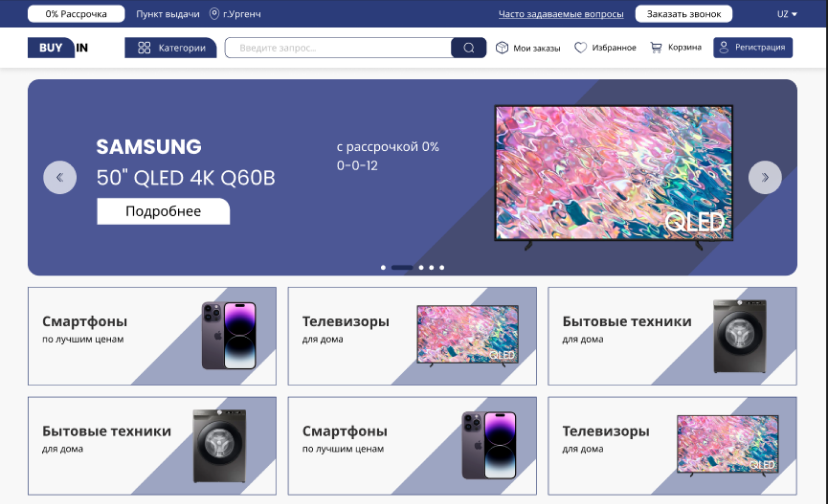 0% Рассрочка
Пункт выдачи
г.Ургенч
Часто задаваемые вопросы
Заказать звонок
UZ
BUY IN
Категории
Введите запрос...
Мои заказы
Избранное
Корзина
Регистрация
SAMSUNG
50" QLED 4K Q60B
Подробнее
с рассрочкой 0%
0-0-12
QLED
Смартфоны
по лучшим ценам
Телевизоры
для дома
QLED
Бытовые техники
для дома
Бытовые техники
для дома
Смартфоны
по лучшим ценам
Телевизоры
для дома
QLED